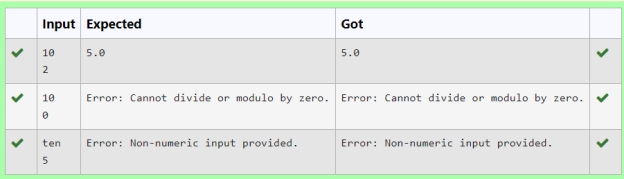 Input Expected Got
10 5.0 5.0
2
10 Error: Cannot divide or modulo by zero. Error: Cannot divide or modulo by zero.
0
ten Error: Non-numeric input provided. Error: Non-numeric input provided.
5